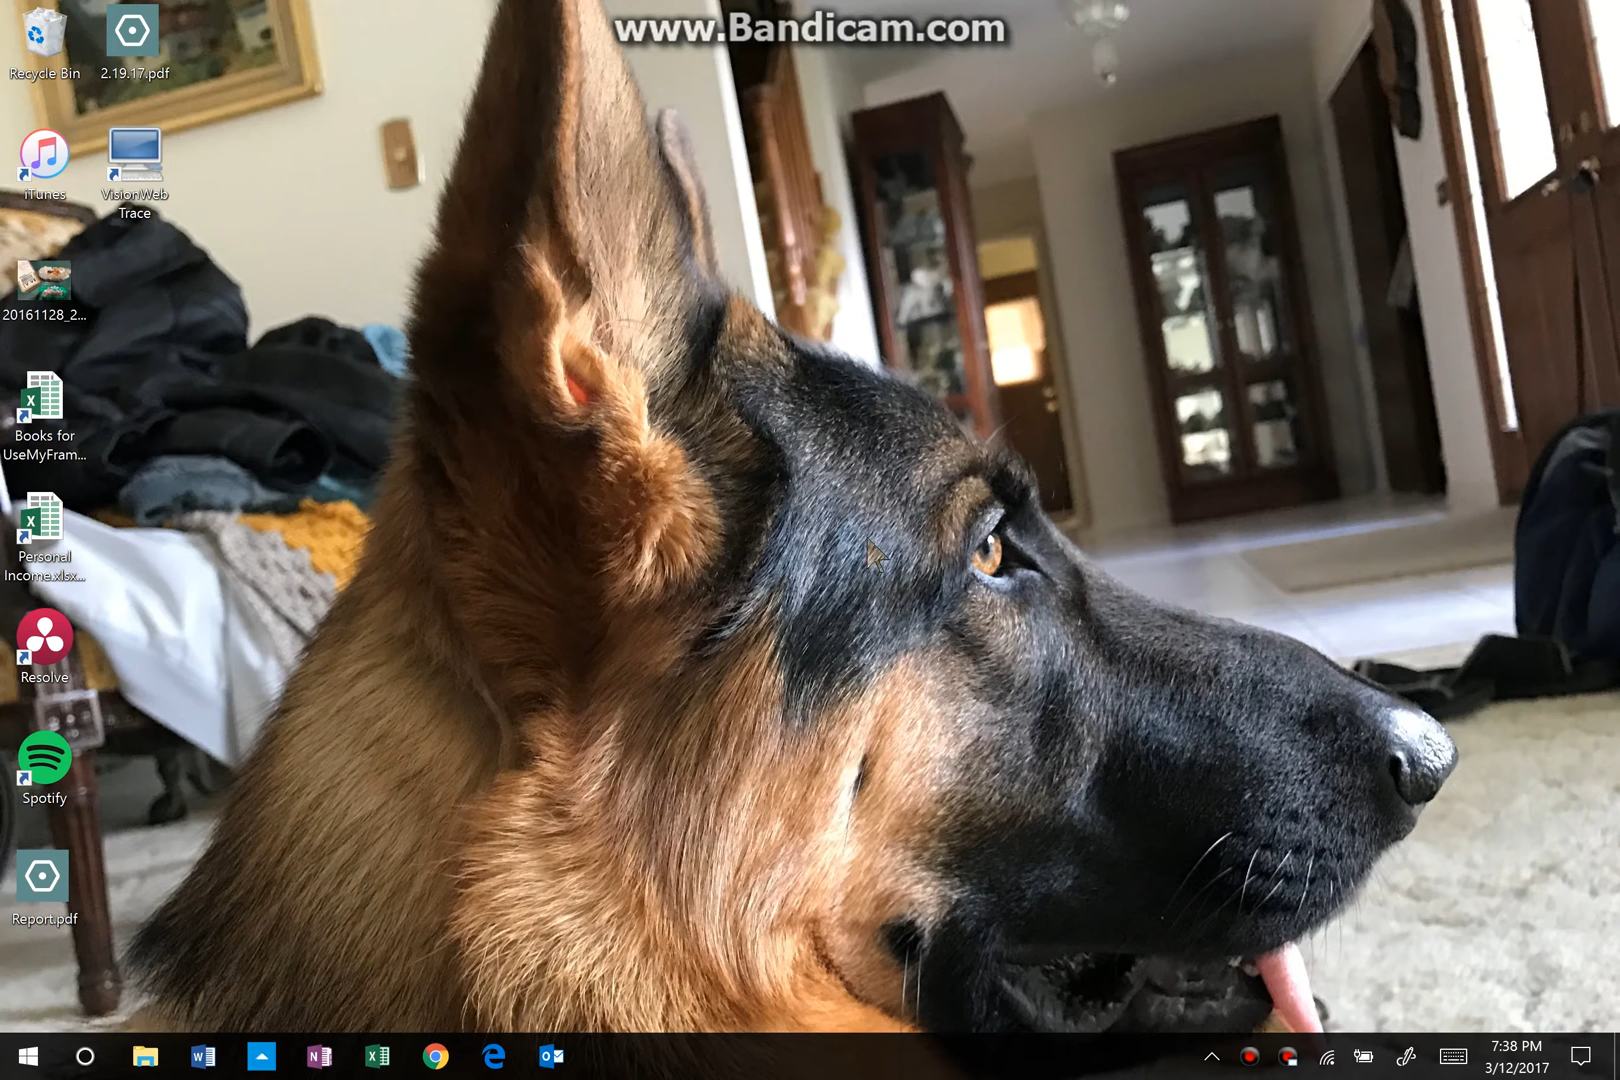 www.Bandicam.com
Recycle Bin
2.19.17.pdf
iTunes
VisionWeb
Trace
20161128_2...
Books for
UseMyFram...
Personal
Income.xlsx...
Resolve
Spotify
Report.pdf
7:38 PM
3/12/2017